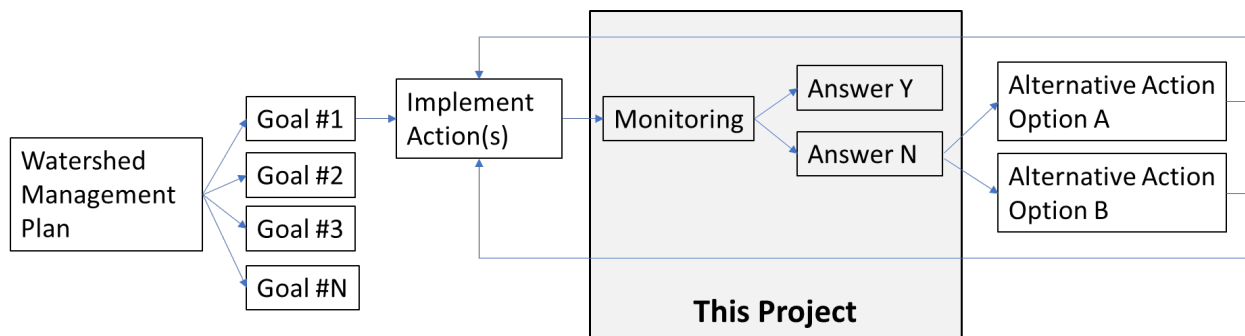 Watershed
Management
Plan
Goal #1
Goal #2
Goal #3
Goal #N
Implement
Action(s)
Monitoring
Answer Y
Answer N
Alternative Action
Option A
Alternative Action
Option B
This Project